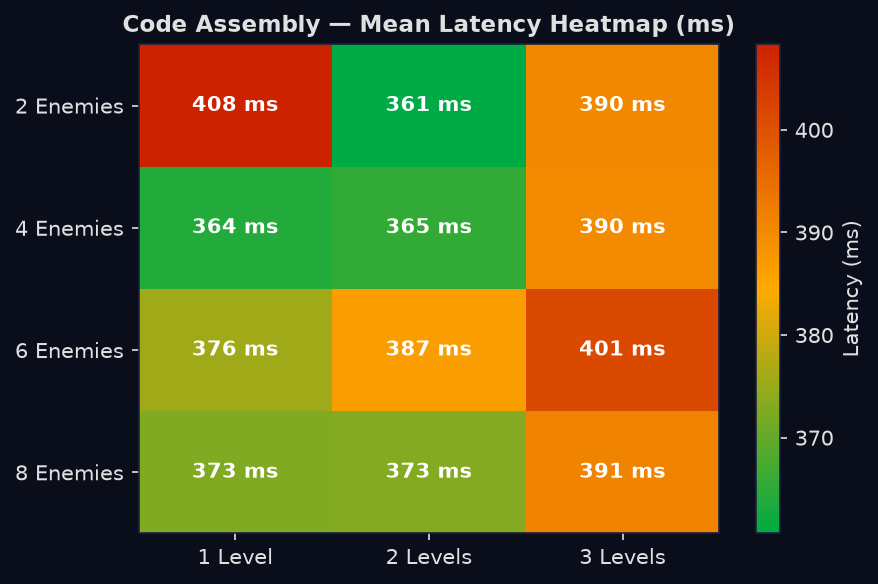 Code Assembly — Mean Latency Heatmap (ms)
2 Enemies 408 ms 361 ms 390 ms
4 Enemies 364 ms 365 ms 390 ms
6 Enemies 376 ms 387 ms 401 ms
8 Enemies 373 ms 373 ms 391 ms
1 Level 2 Levels 3 Levels
400
390
380
370
Latency (ms)